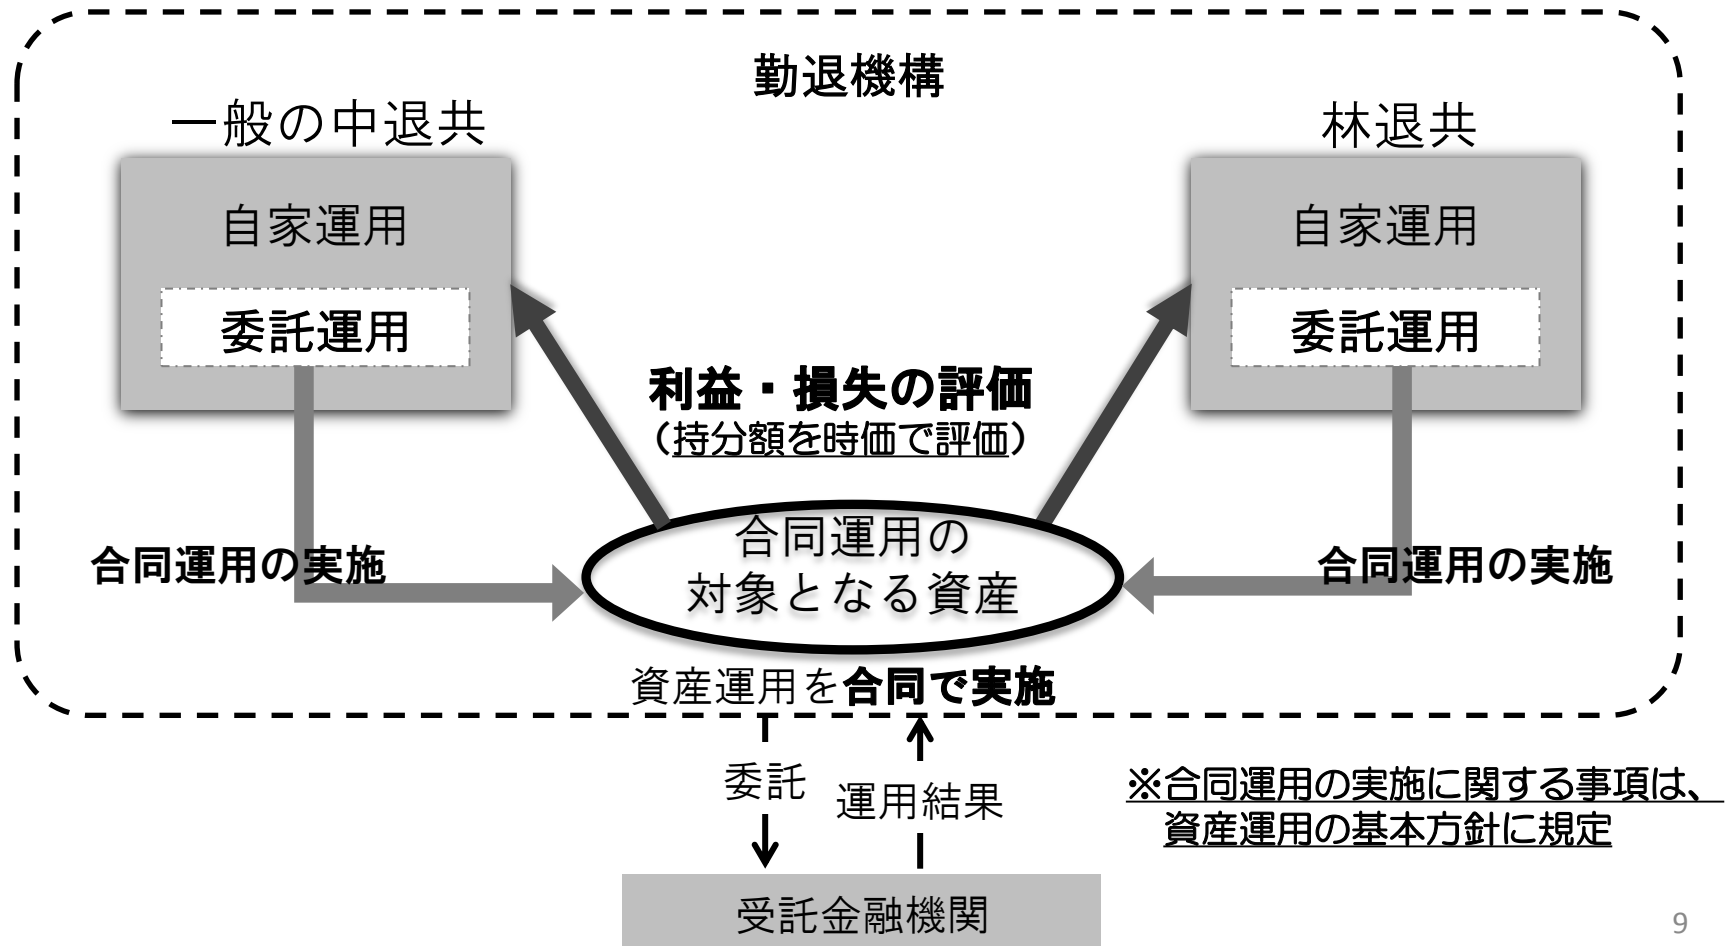 勤退機構
一般の中退共
林退共
自家運用
自家運用
委託運用
委託運用
利益・損失の評価
（持分額を時価で評価）
合同運用の
対象となる資産
合同運用の実施
合同運用の実施
資産運用を合同で実施
委託
運用結果
※合同運用の実施に関する事項は、
資産運用の基本方針に規定
受託金融機関
9